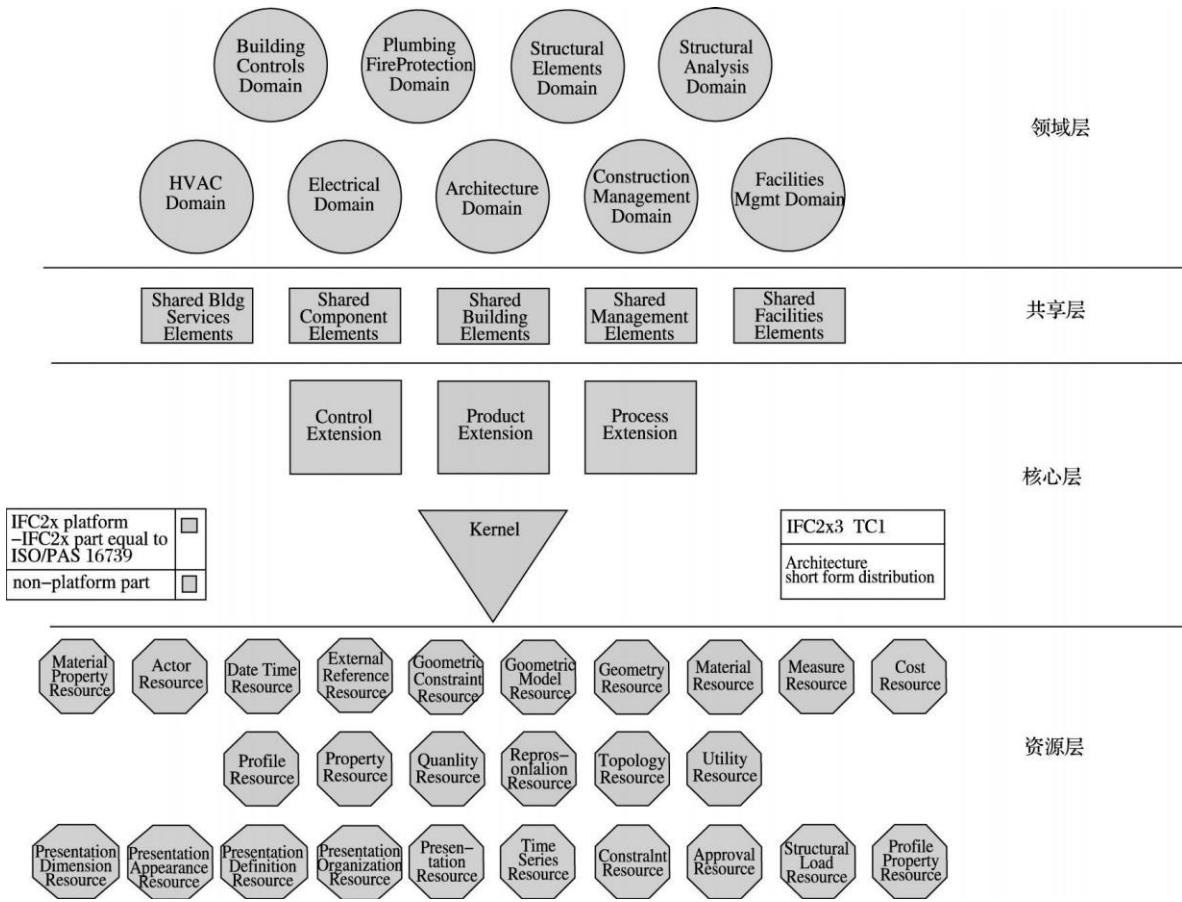 Building
Controls
Domain
Plumbing
FireProtection
Domain
Structural
Elements
Domain
Structural
Analysis
Domain
领域层
HVAC
Domain
Electrical
Domain
Architecture
Domain
Construction
Management
Domain
Facilities
Mgmt Domain
Shared Bldg
Services
Elements
Shared
Component
Elements
Shared
Building
Elements
Shared
Management
Elements
Shared
Facilities
Elements
共享层
Control
Extension
Product
Extension
Process
Extension
核心层
IFC2x platform
-IFC2x part equal to
ISO/PAS 16739
non-platform part
Kernel
IFC2x3 TC1
Architecture
short form distribution
Material
Property
Resource
Actor
Resource
Date Time
Resource
External
Reference
Resource
Goometric
Constraint
Resource
Goometric
Model
Resource
Geometry
Resource
Material
Resource
Measure
Resource
Cost
Resource
Profile
Resource
Property
Resource
Quanlity
Resource
Repros-
onlalion
Resource
Topology
Resource
Utility
Resource
资源层
Presentation
Dimension
Resource
Presentation
Appearance
Resource
Presentation
Definition
Resource
Presentation
Organization
Resource
Presen-
tation
Resource
Time
Series
Resource
Constralnt
Resource
Approval
Resource
Structural
Load
Resource
Profile
Property
Resource